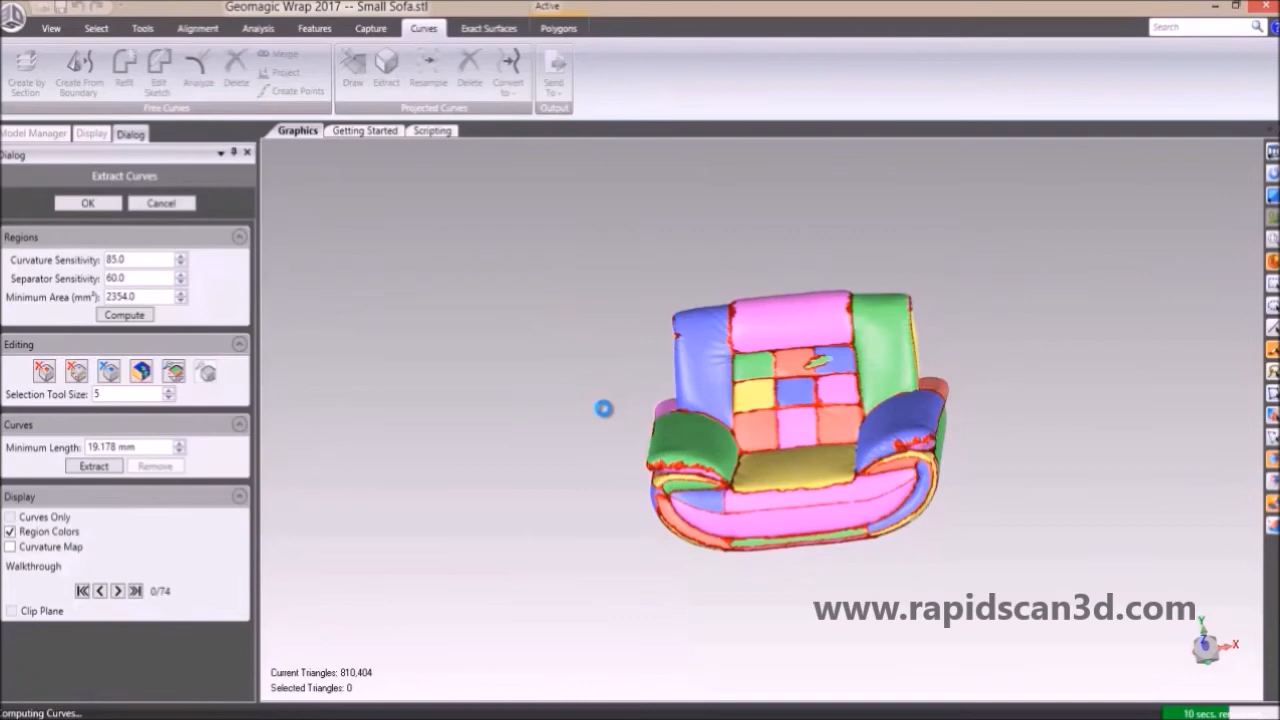 Geomagic Wrap 2017 -- Small Sofa.stl
Active
View Select Tools Alignment Analysis Features Capture Curves Exact Surfaces Polygons
Search
Create by Section
Create From Boundary
Refit
Edit Sketch
Analyze
Delete
Merge
Project
Create Points
Draw
Extract
Resample
Delete
Convert to
Send To
Free Curves
Projected Curves
Output
Model Manager Display Dialog
Graphics Getting Started Scripting
Dialog
Extract Curves
OK Cancel
Regions
Curvature Sensitivity: 85.0
Separator Sensitivity: 60.0
Minimum Area (mm²): 2354.0
Compute
Editing
Selection Tool Size: 5
Curves
Minimum Length: 19.178 mm
Extract Remove
Display
Curves Only
Region Colors
Curvature Map
Walkthrough
0/74
Clip Plane
www.rapidscan3d.com
Y
Z
X
Current Triangles: 810,404
Selected Triangles: 0
Computing Curves...
10 secs.